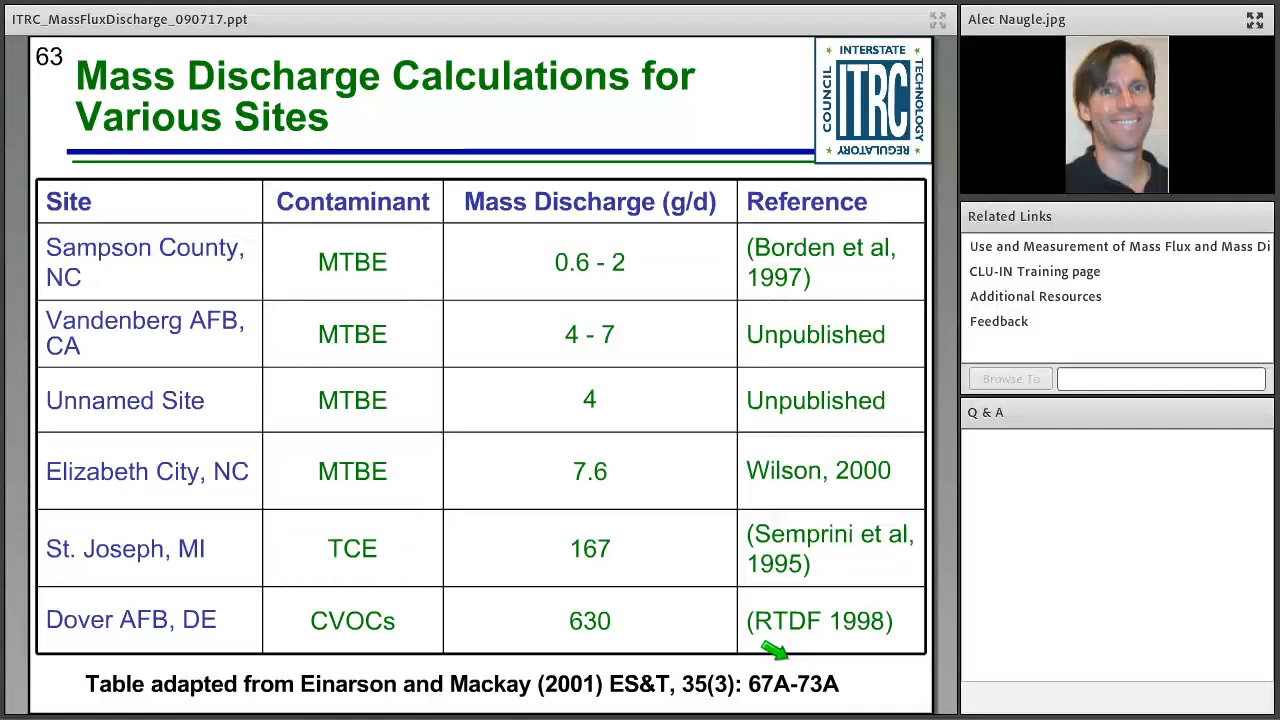 ITRC_MassFluxDischarge_090717.ppt
63
Mass Discharge Calculations for
Various Sites
INTERSTATE
COUNCIL
ITRC
TECHNOLOGY
REGULATORY
Site Contaminant Mass Discharge (g/d) Reference
Sampson County,
NC
MTBE
0.6 - 2
(Borden et al,
1997)
Vandenberg AFB,
CA
MTBE
4 - 7
Unpublished
Unnamed Site
MTBE
4
Unpublished
Elizabeth City, NC
MTBE
7.6
Wilson, 2000
St. Joseph, MI
TCE
167
(Semprini et al,
1995)
Dover AFB, DE
CVOCs
630
(RTDF 1998)
Table adapted from Einarson and Mackay (2001) ES&T, 35(3): 67A-73A
Alec Naugle.jpg
Related Links
Use and Measurement of Mass Flux and Mass Di
CLU-IN Training page
Additional Resources
Feedback
Browse To
Q & A